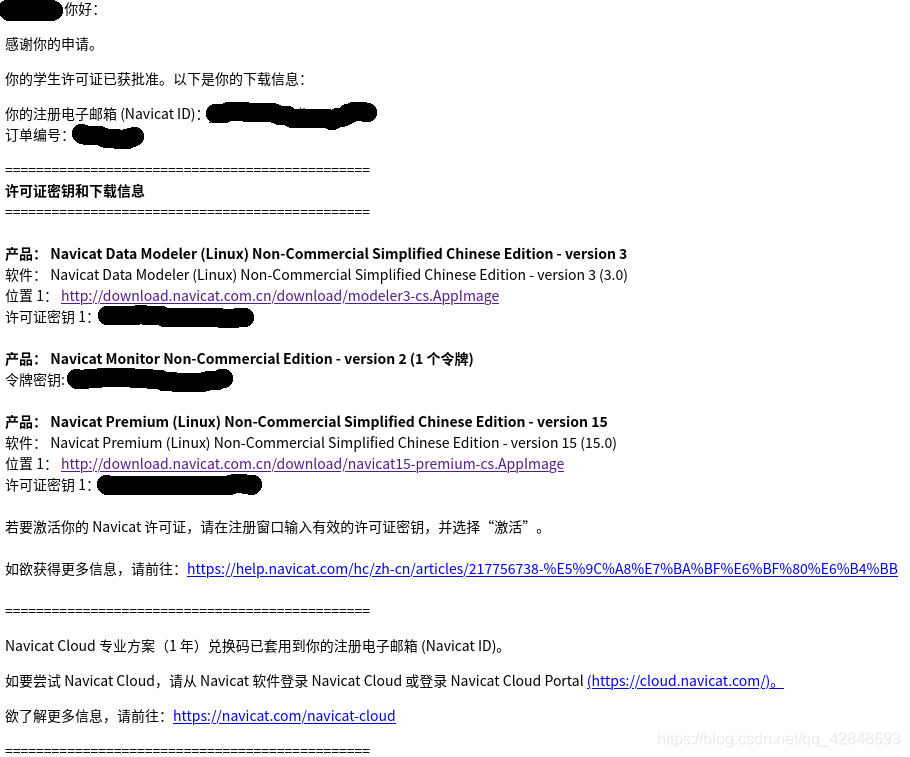 你好：
感谢你的申请。
你的学生许可证已获批准。以下是你的下载信息：
你的注册电子邮箱 (Navicat ID)：
订单编号：
===============================================
许可证密钥和下载信息
===============================================
产品： Navicat Data Modeler (Linux) Non-Commercial Simplified Chinese Edition - version 3
软件： Navicat Data Modeler (Linux) Non-Commercial Simplified Chinese Edition - version 3 (3.0)
位置 1： http://download.navicat.com.cn/download/modeler3-cs.AppImage
许可证密钥 1：
产品： Navicat Monitor Non-Commercial Edition - version 2 (1 个令牌)
令牌密钥:
产品： Navicat Premium (Linux) Non-Commercial Simplified Chinese Edition - version 15
软件： Navicat Premium (Linux) Non-Commercial Simplified Chinese Edition - version 15 (15.0)
位置 1： http://download.navicat.com.cn/download/navicat15-premium-cs.AppImage
许可证密钥 1：
若要激活你的 Navicat 许可证，请在注册窗口输入有效的许可证密钥，并选择“激活”。
如欲获得更多信息，请前往：https://help.navicat.com/hc/zh-cn/articles/217756738-%E5%9C%A8%E7%BA%BF%E6%BF%80%E6%B4%BB
===============================================
Navicat Cloud 专业方案（1 年）兑换码已套用到你的注册电子邮箱 (Navicat ID)。
如要尝试 Navicat Cloud，请从 Navicat 软件登录 Navicat Cloud 或登录 Navicat Cloud Portal (https://cloud.navicat.com/)。
欲了解更多信息，请前往：https://navicat.com/navicat-cloud
===============================================
https://blog.csdn.net/qq_42848693